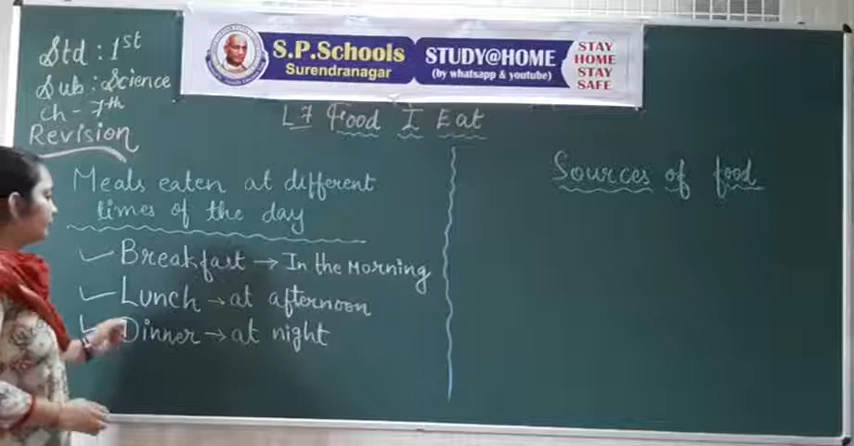 Std : 1st
Sub : Science
Ch - 7th
Revision
S.P.Schools
Surendranagar
STUDY@HOME
(by whatsapp & youtube)
STAY
HOME
STAY
SAFE
L 7 Food I Eat
Meals eaten at different
times of the day
Breakfast → In the Morning
Lunch → at afternoon
Dinner → at night
Sources of food